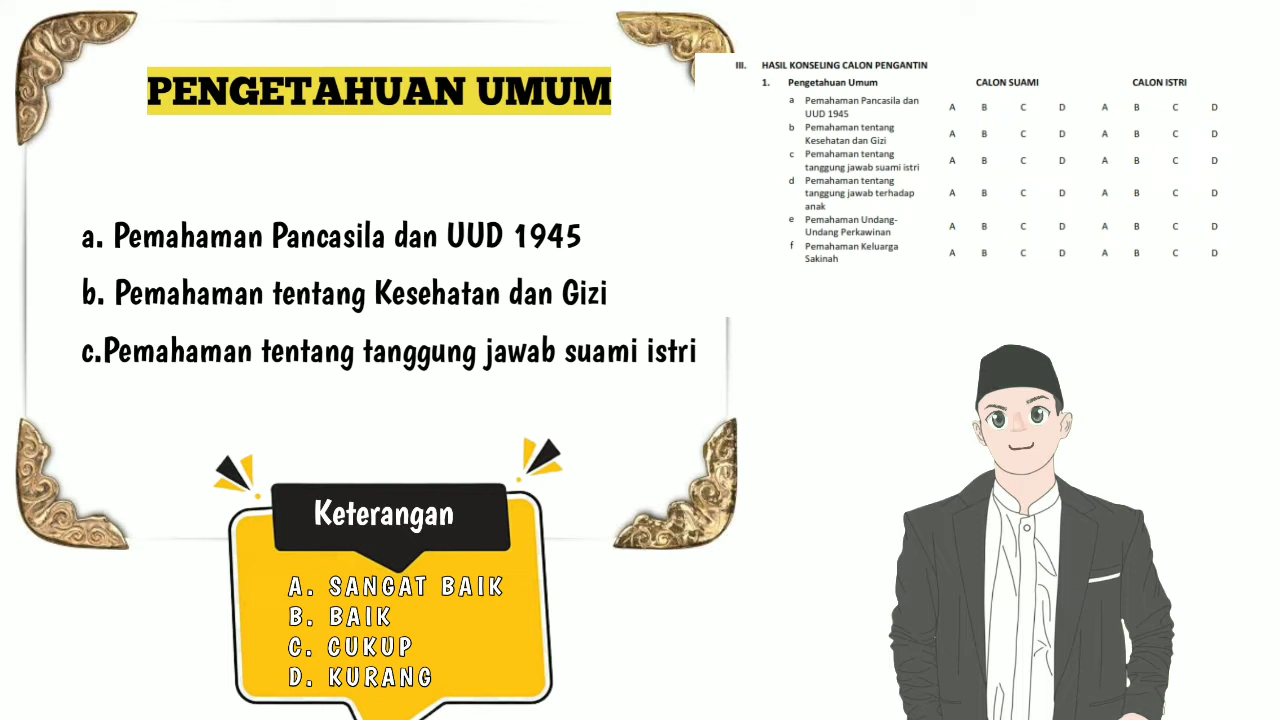 PENGETAHUAN UMUM
a. Pemahaman Pancasila dan UUD 1945
b. Pemahaman tentang Kesehatan dan Gizi
c.Pemahaman tentang tanggung jawab suami istri
Keterangan
A. SANGAT BAIK
B. BAIK
C. CUKUP
D. KURANG
III. HASIL KONSELING CALON PENGANTIN
1. Pengetahuan Umum CALON SUAMI CALON ISTRI
a Pemahaman Pancasila dan
UUD 1945 A B C D A B C D
b Pemahaman tentang
Kesehatan dan Gizi A B C D A B C D
c Pemahaman tentang
tanggung jawab suami istri A B C D A B C D
d Pemahaman tentang
tanggung jawab terhadap A B C D A B C D
anak
e Pemahaman Undang-
Undang Perkawinan A B C D A B C D
f Pemahaman Keluarga
Sakinah A B C D A B C D